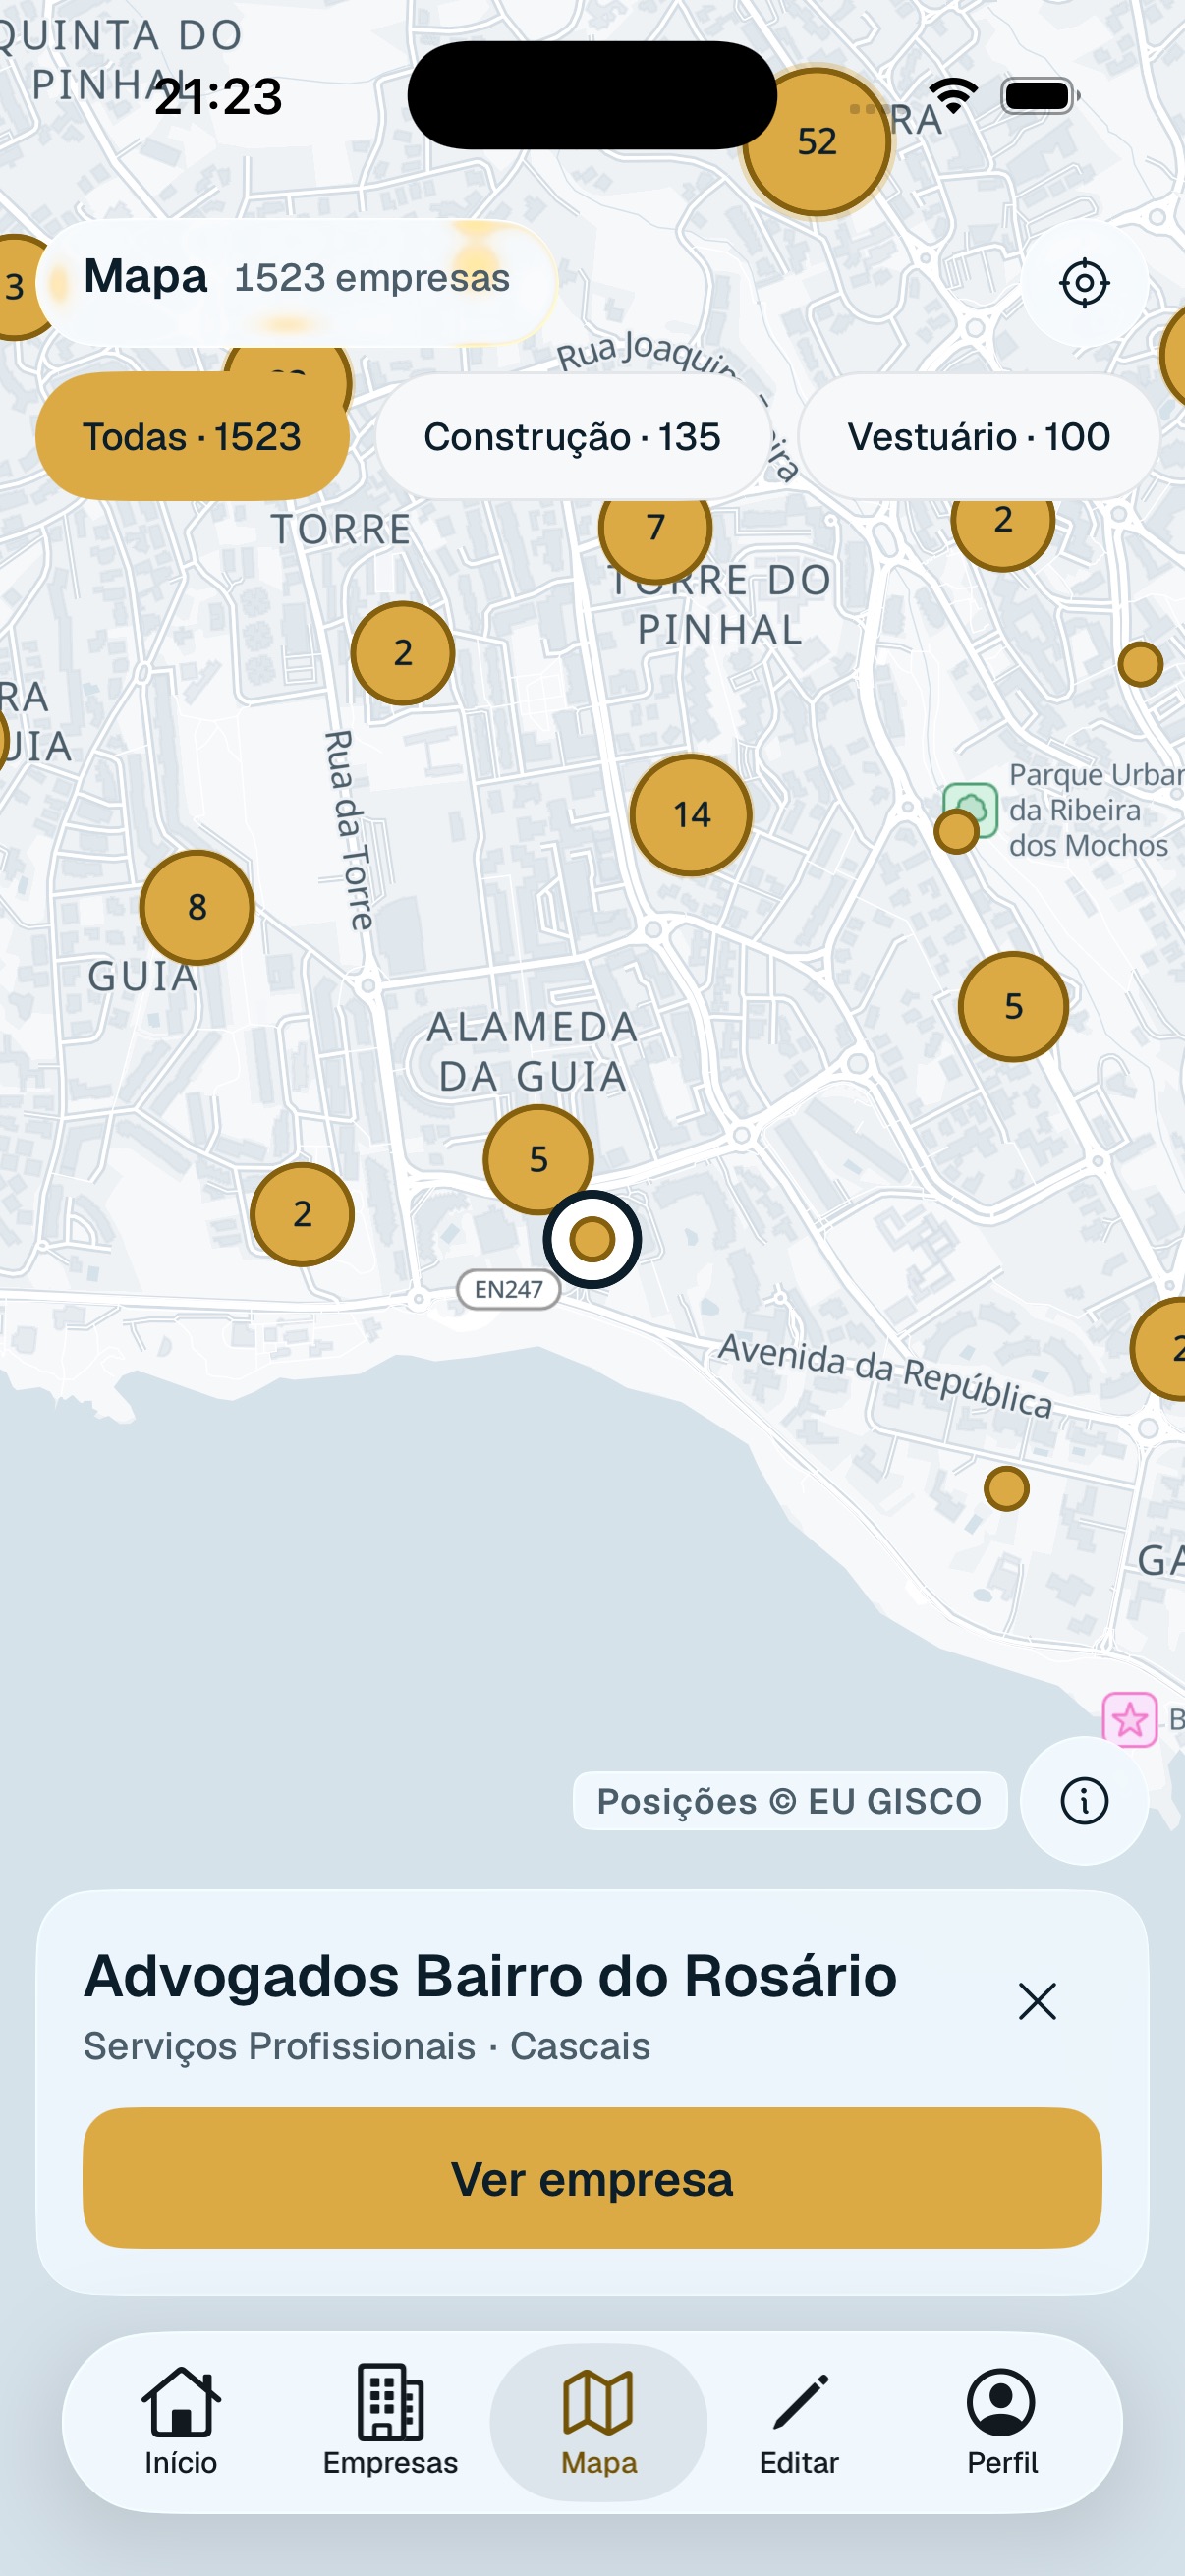 QUINTA DO
PINHAL
21:23
52
RA
3
Mapa 1523 empresas
Rua Joaquim
Todas · 1523
Construção · 135
Vestuário · 100
TORRE
7
2
TORRE DO
PINHAL
2
RA
UIA
Rua da Torre
14
Parque Urban
da Ribeira
dos Mochos
8
GUIA
5
ALAMEDA
DA GUIA
5
2
EN247
Avenida da República
2
GA
B
Posições © EU GISCO
Advogados Bairro do Rosário
Serviços Profissionais · Cascais
Ver empresa
Início
Empresas
Mapa
Editar
Perfil